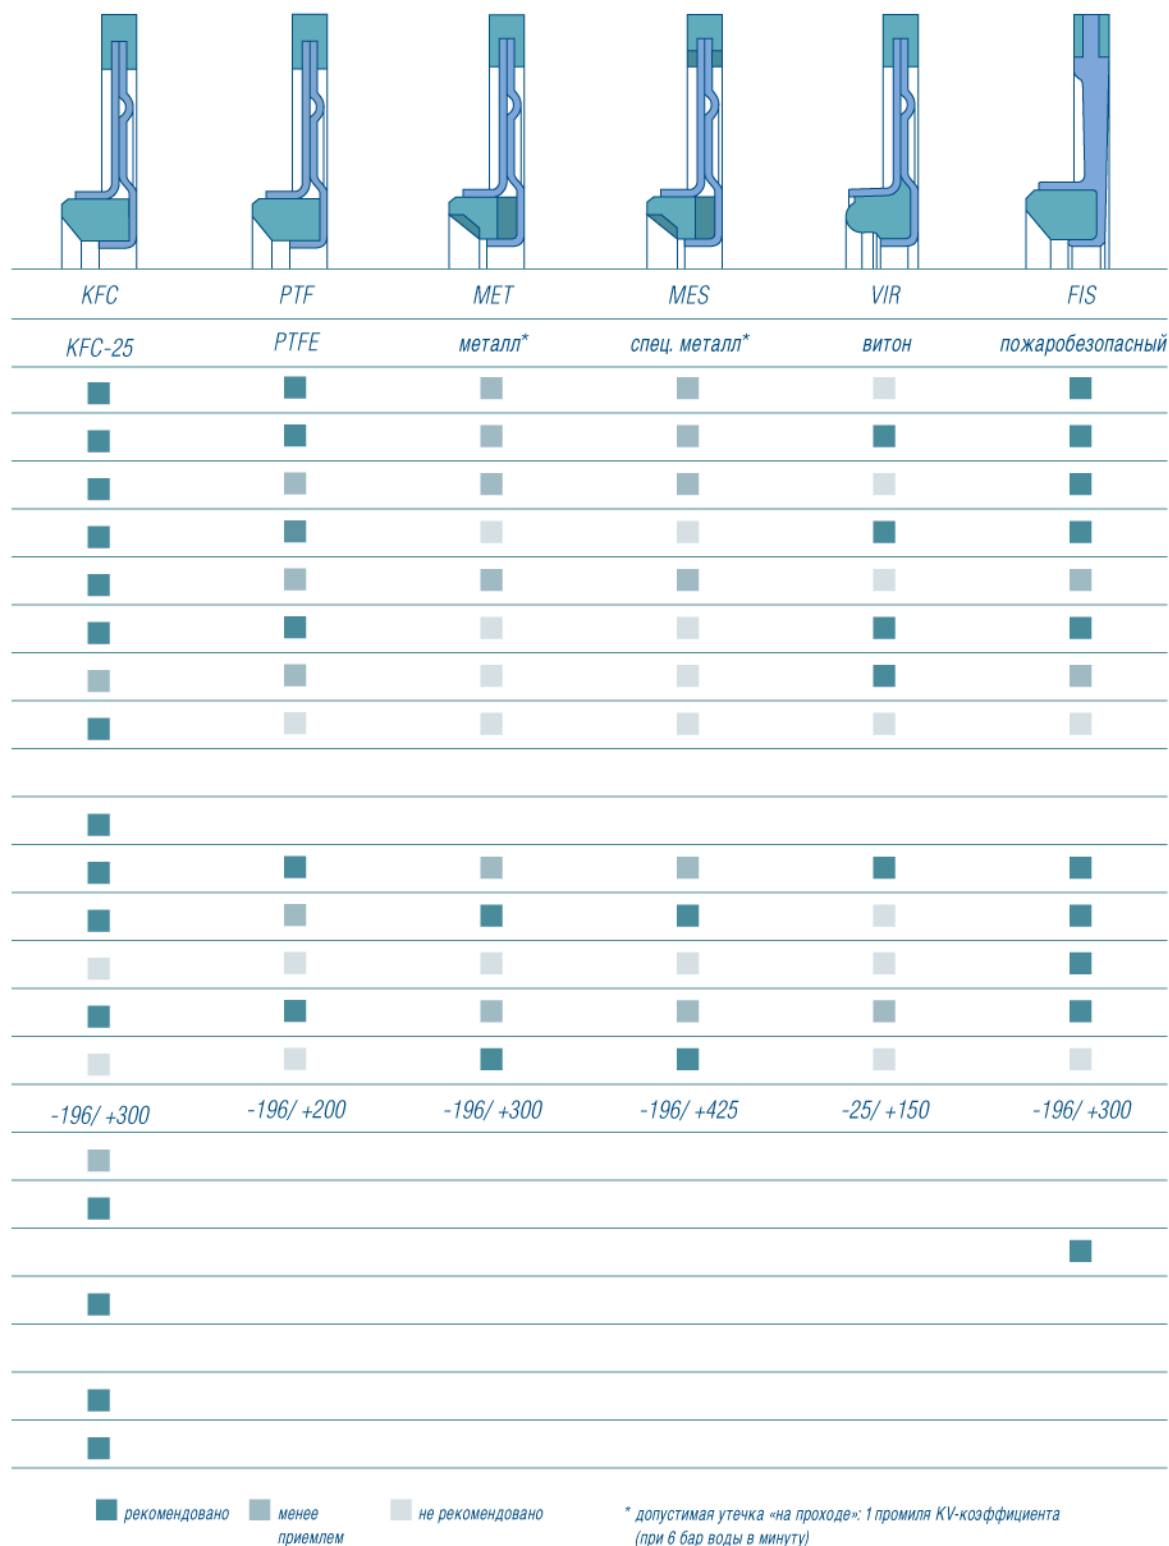 KFC PTF MET MES VIR FIS
KFC-25 PTFE металл* спец. металл* витон пожаробезопасный
-196/ +300 -196/ +200 -196/ +300 -196/ +425 -25/ +150 -196/ +300
рекомендовано менее не рекомендовано * допустимая утечка «на проходе»: 1 промиля KV-коэффициента
приемлем (при 6 бар воды в минуту)